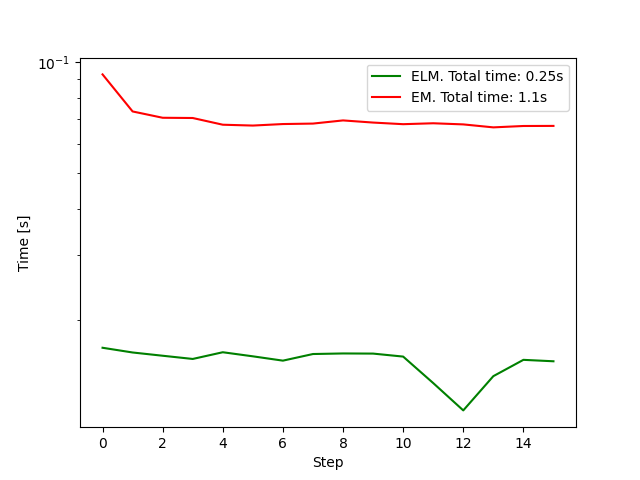 10⁻¹
ELM. Total time: 0.25s
EM. Total time: 1.1s
Time [s]
0 2 4 6 8 10 12 14
Step